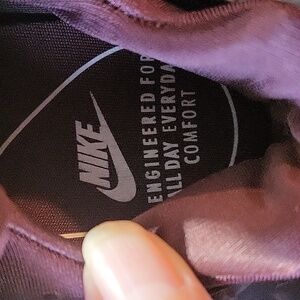 NIKE
ENGINEERED FOR
ALL DAY EVERYDAY
COMFORT